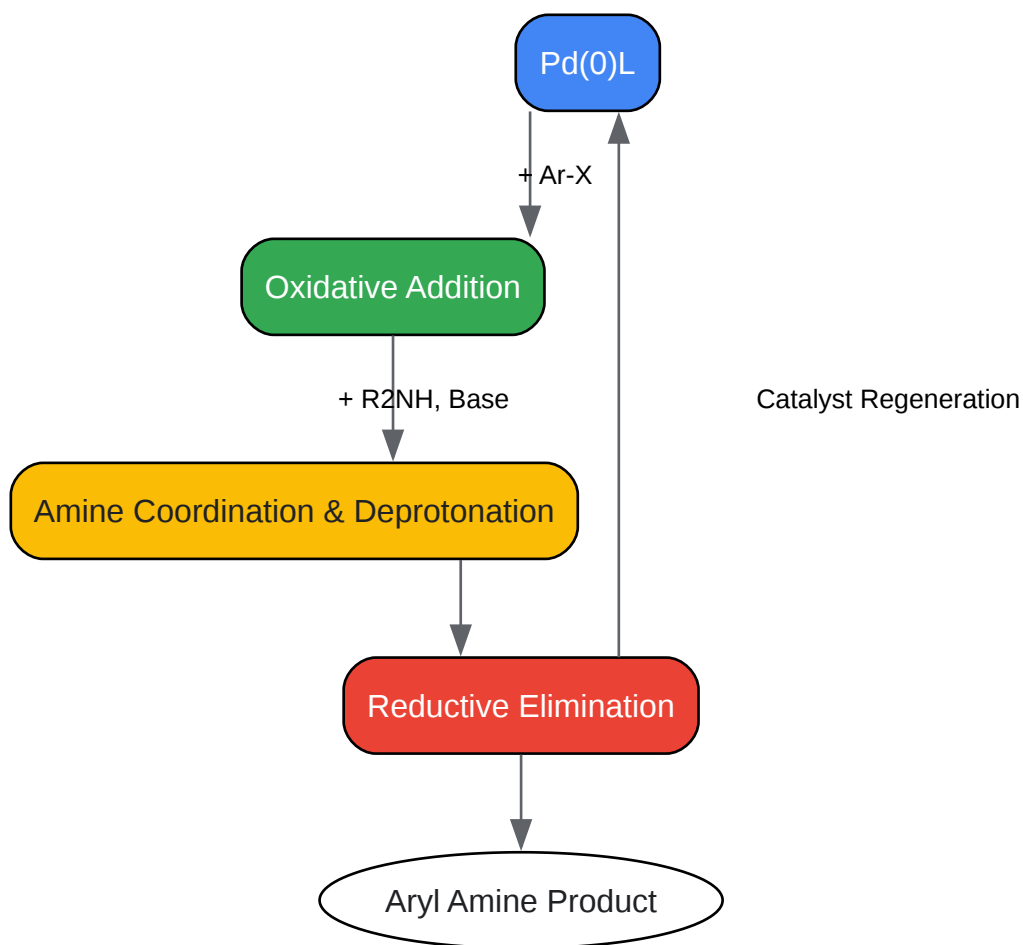 Pd(0)L
+ Ar-X
Oxidative Addition
+ R2NH, Base
Catalyst Regeneration
Amine Coordination & Deprotonation
Reductive Elimination
Aryl Amine Product